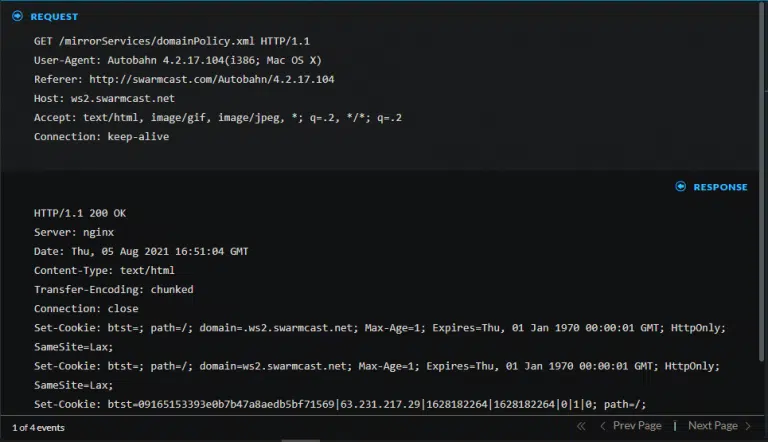 REQUEST
GET /mirrorServices/domainPolicy.xml HTTP/1.1
User-Agent: Autobahn 4.2.17.104(i386; Mac OS X)
Referer: http://swarmcast.com/Autobahn/4.2.17.104
Host: ws2.swarmcast.net
Accept: text/html, image/gif, image/jpeg, *; q=.2, */*; q=.2
Connection: keep-alive
RESPONSE
HTTP/1.1 200 OK
Server: nginx
Date: Thu, 05 Aug 2021 16:51:04 GMT
Content-Type: text/html
Transfer-Encoding: chunked
Connection: close
Set-Cookie: btst=; path=/; domain=.ws2.swarmcast.net; Max-Age=1; Expires=Thu, 01 Jan 1970 00:00:01 GMT; HttpOnly;
SameSite=Lax;
Set-Cookie: btst=; path=/; domain=ws2.swarmcast.net; Max-Age=1; Expires=Thu, 01 Jan 1970 00:00:01 GMT; HttpOnly;
SameSite=Lax;
Set-Cookie: btst=09165153393e0b7b47a8aedb5bf71569|63.231.217.29|1628182264|1628182264|0|1|0; path=/;
1 of 4 events « < Prev Page | Next Page >